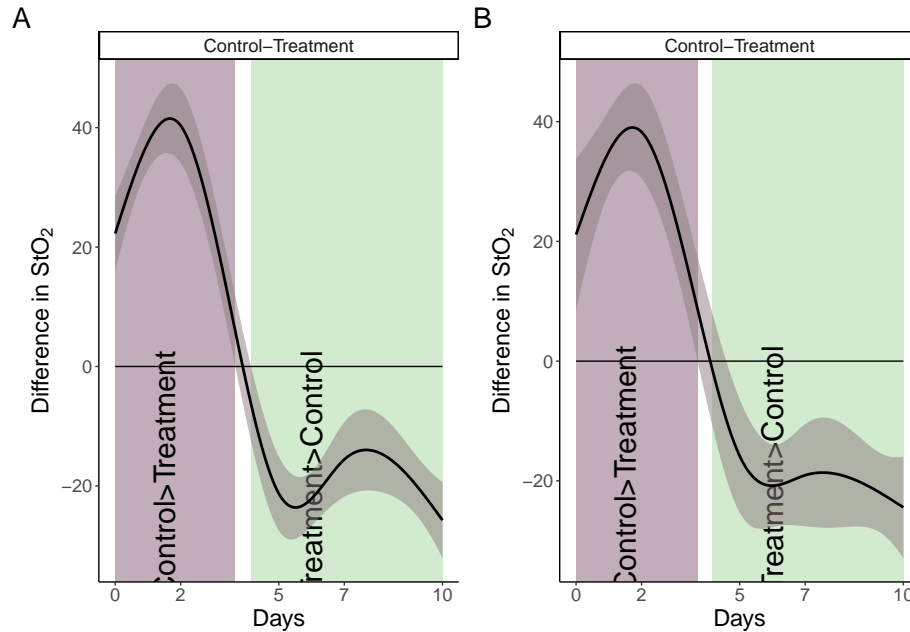 A
Control−Treatment
Difference in StO2
40
20
0
−20
Control>Treatment
Treatment>Control
0
2
5
7
10
Days
B
Control−Treatment
Difference in StO2
40
20
0
−20
Control>Treatment
Treatment>Control
0
2
5
7
10
Days